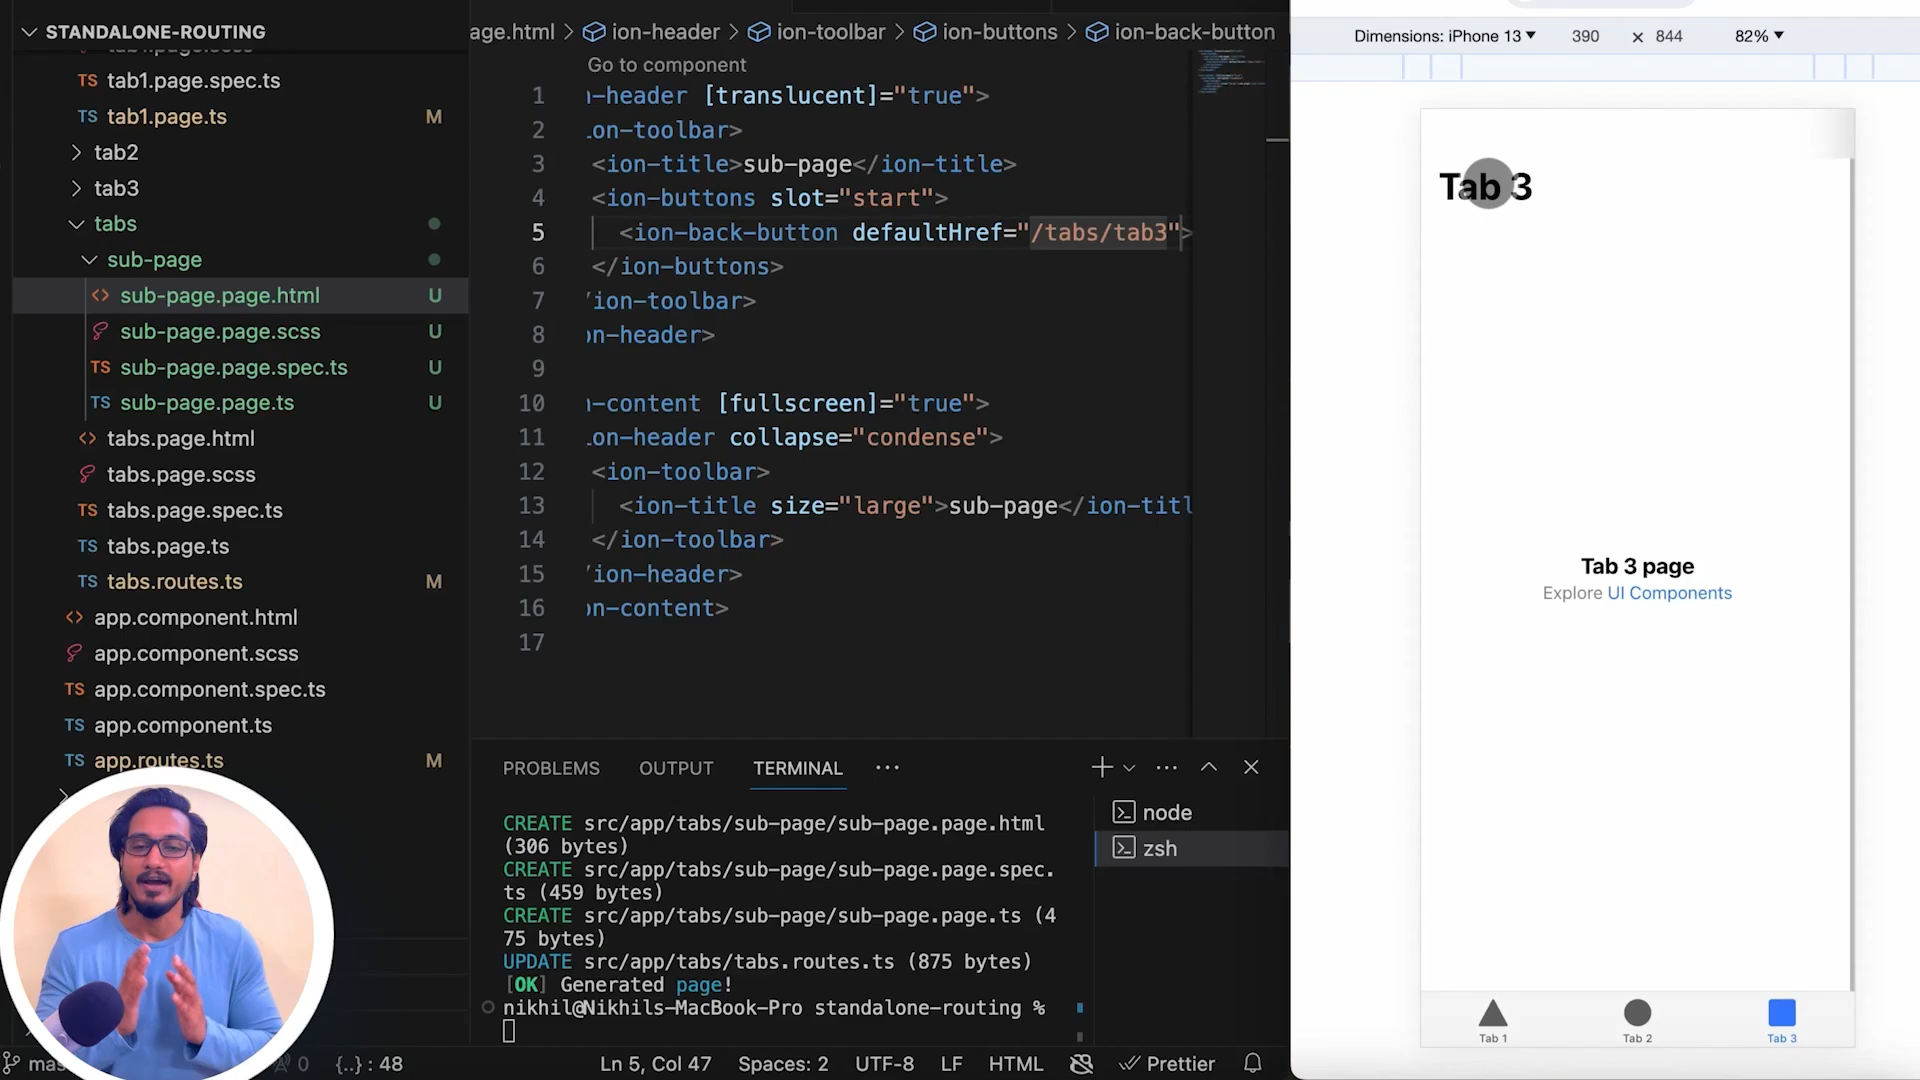 STANDALONE-ROUTING
TS tab1.page.spec.ts
TS tab1.page.ts M
tab2
tab3
tabs
sub-page
<> sub-page.page.html U
sub-page.page.scss U
TS sub-page.page.spec.ts U
TS sub-page.page.ts U
<> tabs.page.html
tabs.page.scss
TS tabs.page.spec.ts
TS tabs.page.ts
TS tabs.routes.ts M
<> app.component.html
app.component.scss
TS app.component.spec.ts
TS app.component.ts
TS app.routes.ts M
age.html > ion-header > ion-toolbar > ion-buttons > ion-back-button
Go to component
1 n-header [translucent]="true">
2 ion-toolbar>
3 <ion-title>sub-page</ion-title>
4 <ion-buttons slot="start">
5 <ion-back-button defaultHref="/tabs/tab3">
6 </ion-buttons>
7 /ion-toolbar>
8 on-header>
9
10 n-content [fullscreen]="true">
11 ion-header collapse="condense">
12 <ion-toolbar>
13 <ion-title size="large">sub-page</ion-titl
14 </ion-toolbar>
15 /ion-header>
16 on-content>
17
PROBLEMS OUTPUT TERMINAL ...
CREATE src/app/tabs/sub-page/sub-page.page.html
(306 bytes)
CREATE src/app/tabs/sub-page/sub-page.page.spec.
ts (459 bytes)
CREATE src/app/tabs/sub-page/sub-page.page.ts (4
75 bytes)
UPDATE src/app/tabs/tabs.routes.ts (875 bytes)
[OK] Generated page!
nikhil@Nikhils-MacBook-Pro standalone-routing %
node
zsh
mas 0 {..} : 48 Ln 5, Col 47 Spaces: 2 UTF-8 LF HTML Prettier
Dimensions: iPhone 13 390 × 844 82%
Tab 3
Tab 3 page
Explore UI Components
Tab 1 Tab 2 Tab 3